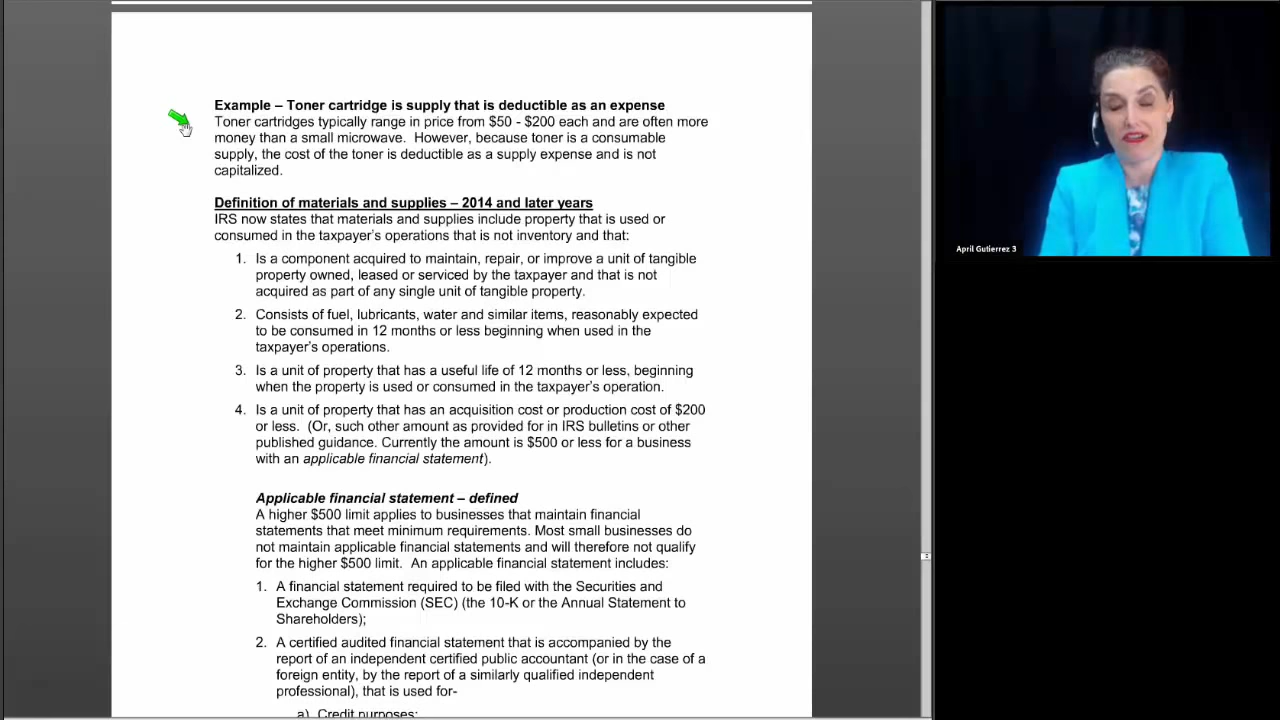 Example – Toner cartridge is supply that is deductible as an expense
Toner cartridges typically range in price from $50 - $200 each and are often more
money than a small microwave.  However, because toner is a consumable
supply, the cost of the toner is deductible as a supply expense and is not
capitalized.
Definition of materials and supplies – 2014 and later years
IRS now states that materials and supplies include property that is used or
consumed in the taxpayer's operations that is not inventory and that:
1. Is a component acquired to maintain, repair, or improve a unit of tangible
property owned, leased or serviced by the taxpayer and that is not
acquired as part of any single unit of tangible property.
2. Consists of fuel, lubricants, water and similar items, reasonably expected
to be consumed in 12 months or less beginning when used in the
taxpayer's operations.
3. Is a unit of property that has a useful life of 12 months or less, beginning
when the property is used or consumed in the taxpayer's operation.
4. Is a unit of property that has an acquisition cost or production cost of $200
or less.  (Or, such other amount as provided for in IRS bulletins or other
published guidance. Currently the amount is $500 or less for a business
with an applicable financial statement).
Applicable financial statement – defined
A higher $500 limit applies to businesses that maintain financial
statements that meet minimum requirements. Most small businesses do
not maintain applicable financial statements and will therefore not qualify
for the higher $500 limit.  An applicable financial statement includes:
1. A financial statement required to be filed with the Securities and
Exchange Commission (SEC) (the 10-K or the Annual Statement to
Shareholders);
2. A certified audited financial statement that is accompanied by the
report of an independent certified public accountant (or in the case of a
foreign entity, by the report of a similarly qualified independent
professional), that is used for-
a) Credit purposes;
April Gutierrez 3